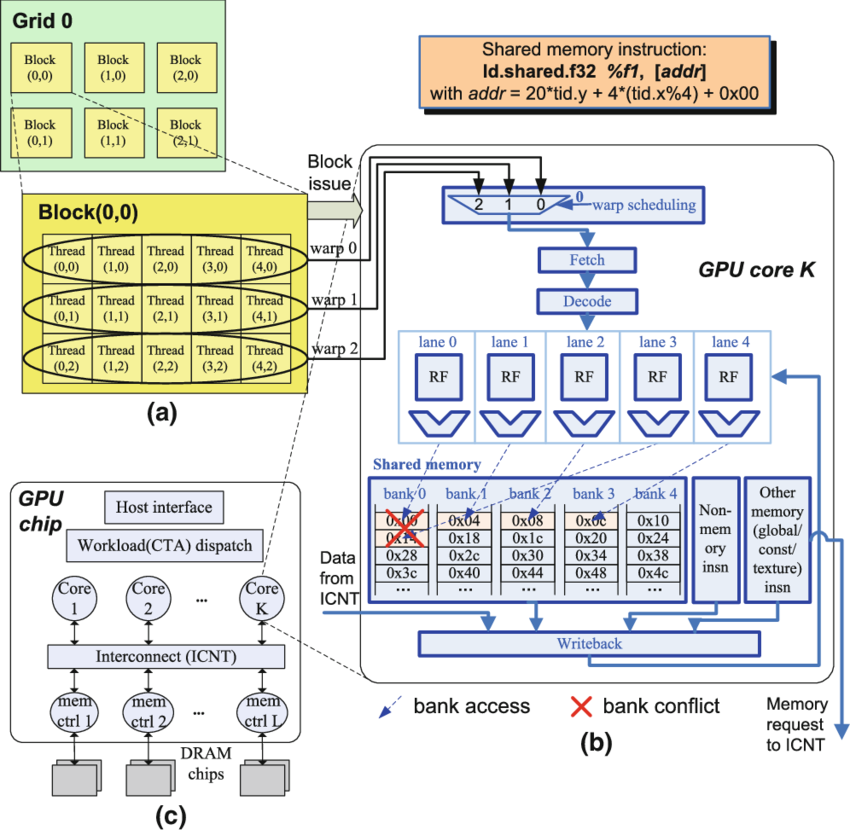 Grid 0
Block
(0,0)
Block
(1,0)
Block
(2,0)
Block
(0,1)
Block
(1,1)
Block
(2,1)
Shared memory instruction:
ld.shared.f32 %f1, [addr]
with addr = 20*tid.y + 4*(tid.x%4) + 0x00
Block
issue
Block(0,0)
Thread
(0,0)
Thread
(1,0)
Thread
(2,0)
Thread
(3,0)
Thread
(4,0)
warp 0
Thread
(0,1)
Thread
(1,1)
Thread
(2,1)
Thread
(3,1)
Thread
(4,1)
warp 1
Thread
(0,2)
Thread
(1,2)
Thread
(2,2)
Thread
(3,2)
Thread
(4,2)
warp 2
(a)
2 1 0
0
warp scheduling
Fetch
Decode
GPU core K
lane 0
lane 1
lane 2
lane 3
lane 4
RF
RF
RF
RF
RF
Shared memory
bank 0
0x00
0x14
0x28
0x3c
...
bank 1
0x04
0x18
0x2c
0x40
...
bank 2
0x08
0x1c
0x30
0x44
...
bank 3
0x0c
0x20
0x34
0x48
...
bank 4
0x10
0x24
0x38
0x4c
...
Non-
mem
ory
insn
Other
memory
(global/
const/
texture)
insn
Data
from
ICNT
Writeback
bank access
bank conflict
(b)
Memory
request
to ICNT
GPU
chip
Host interface
Workload(CTA) dispatch
Core
1
Core
2
...
Core
K
Interconnect (ICNT)
mem
ctrl 1
mem
ctrl 2
...
mem
ctrl L
DRAM
chips
(c)